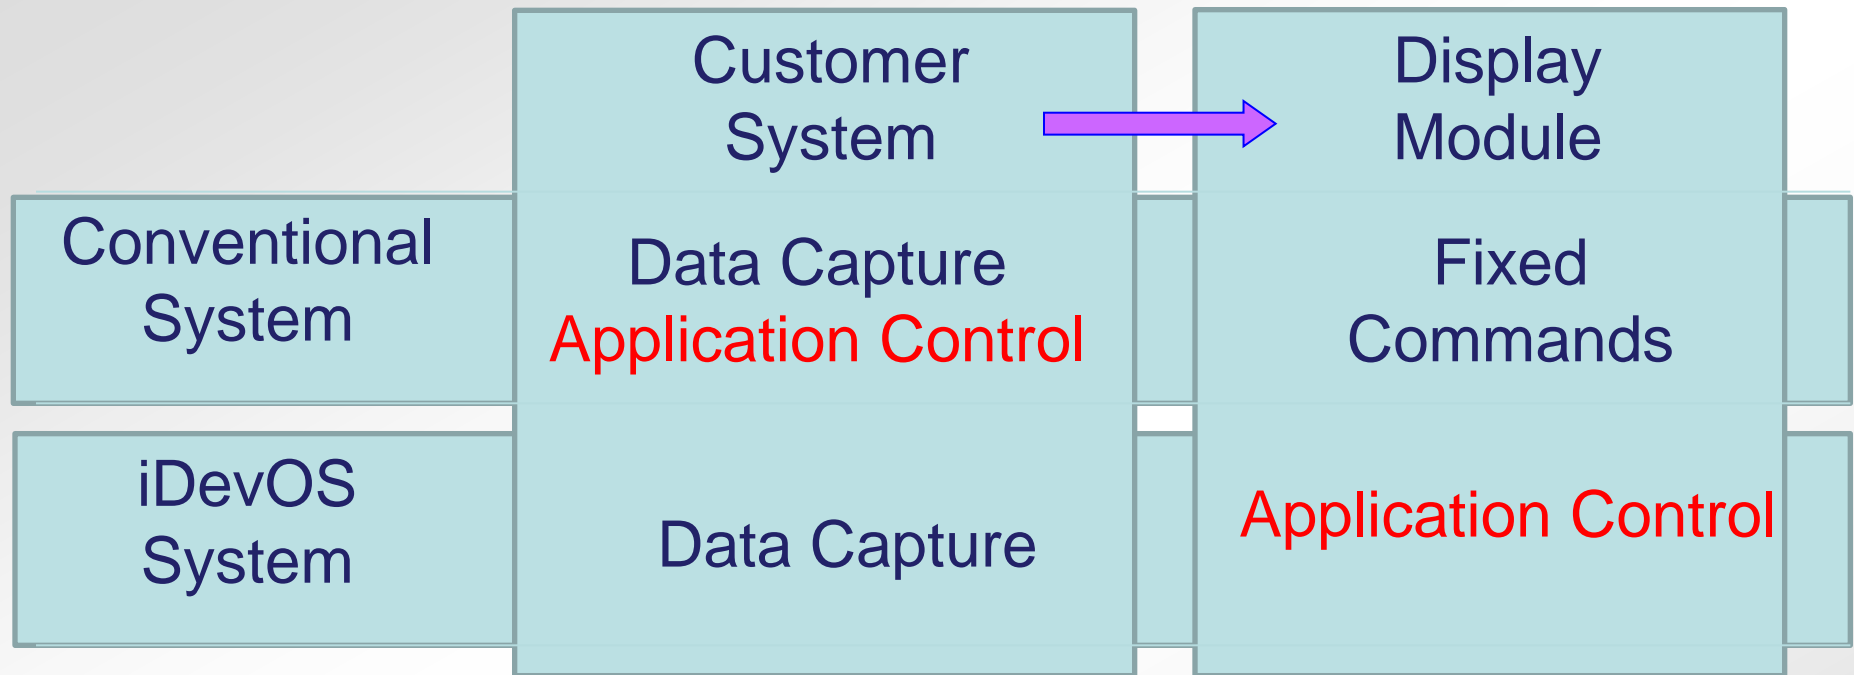 Customer
System
Display
Module
Conventional
System
Data Capture
Application Control
Fixed
Commands
iDevOS
System
Data Capture
Application Control